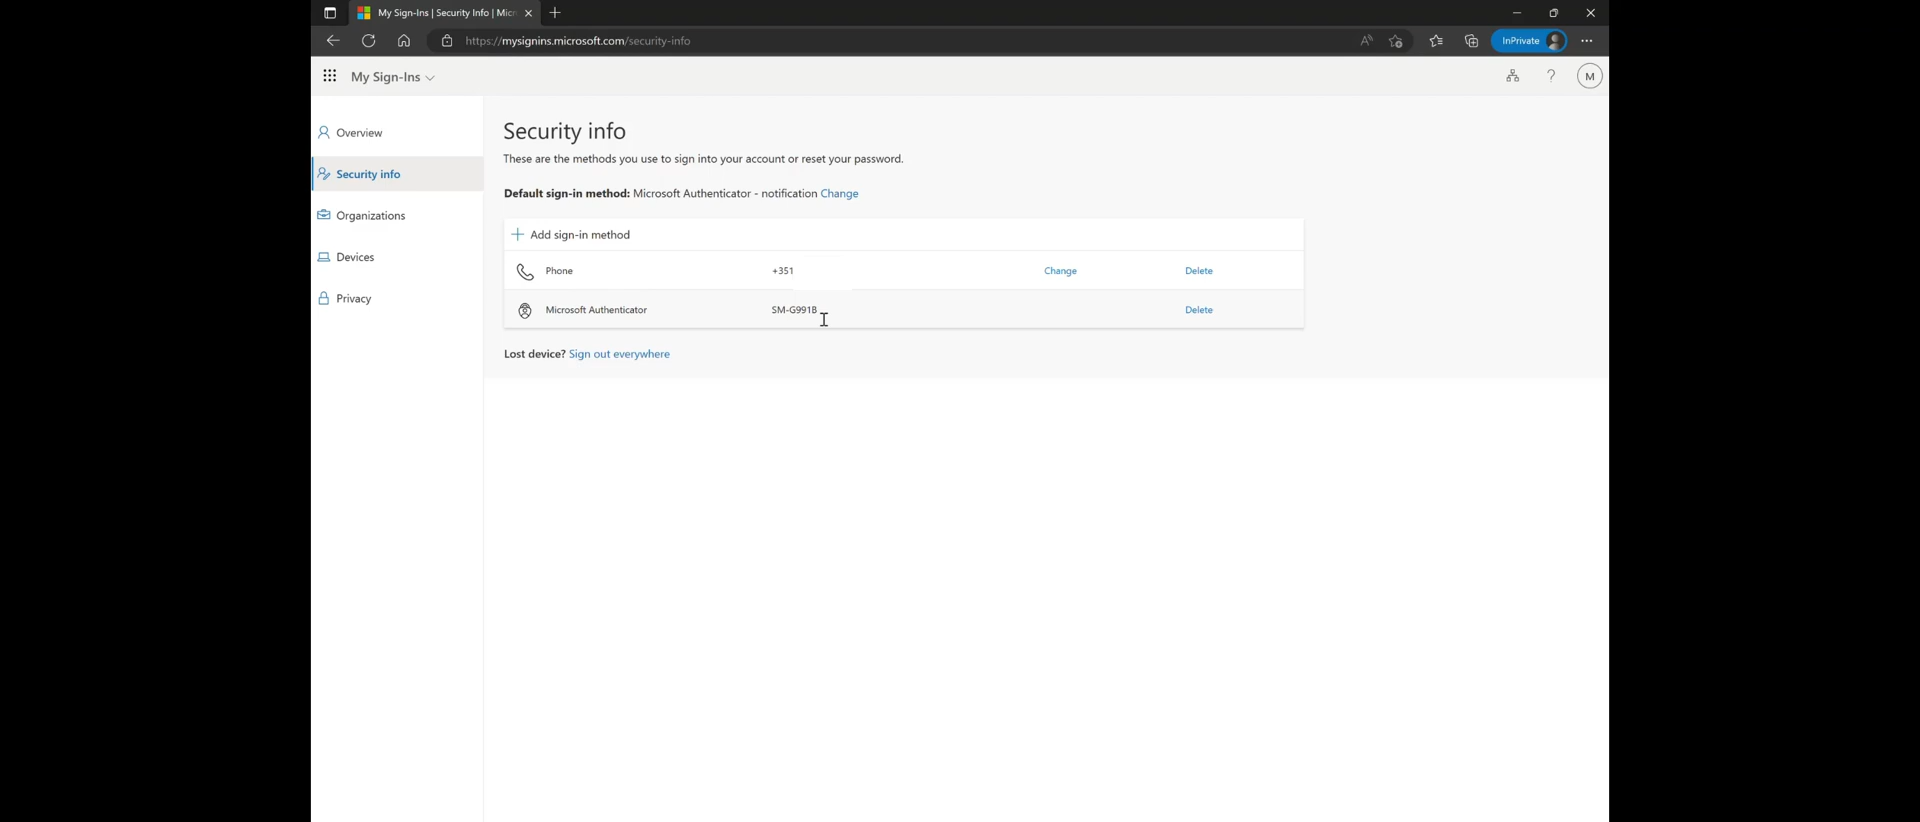 My Sign-Ins | Security Info | Micr
https://mysignins.microsoft.com/security-info
InPrivate
My Sign-Ins
?
M
Overview
Security info
Organizations
Devices
Privacy
Security info
These are the methods you use to sign into your account or reset your password.
Default sign-in method: Microsoft Authenticator - notification Change
+ Add sign-in method
Phone +351 Change Delete
Microsoft Authenticator SM-G991B Delete
Lost device? Sign out everywhere